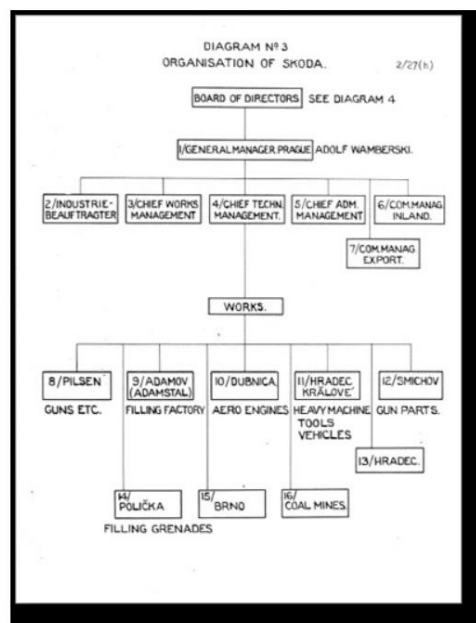 DIAGRAM Nº 3
ORGANISATION OF SKODA.
2/27(h)
BOARD OF DIRECTORS SEE DIAGRAM 4
1/GENERAL MANAGER PRAGUE ADOLF WAMBERSKI.
2/INDUSTRIE-
BEAUFTRAGTER
3/CHIEF WORKS
MANAGEMENT
4/CHIEF TECHN.
MANAGEMENT.
5/CHIEF ADM.
MANAGEMENT
6/COM.MANAG.
INLAND.
7/COM.MANAG.
EXPORT.
WORKS.
8/PILSEN
GUNS ETC.
9/ADAMOV
(ADAMSTAL)
FILLING FACTORY
10/DUBNICA.
AERO ENGINES
11/HRADEC
KRÁLOVÉ
HEAVY MACHINE
TOOLS
VEHICLES
12/SMICHOV
GUN PARTS.
13/HRADEC.
14/
POLIČKA
FILLING GRENADES
15/
BRNO
16/
COAL MINES.